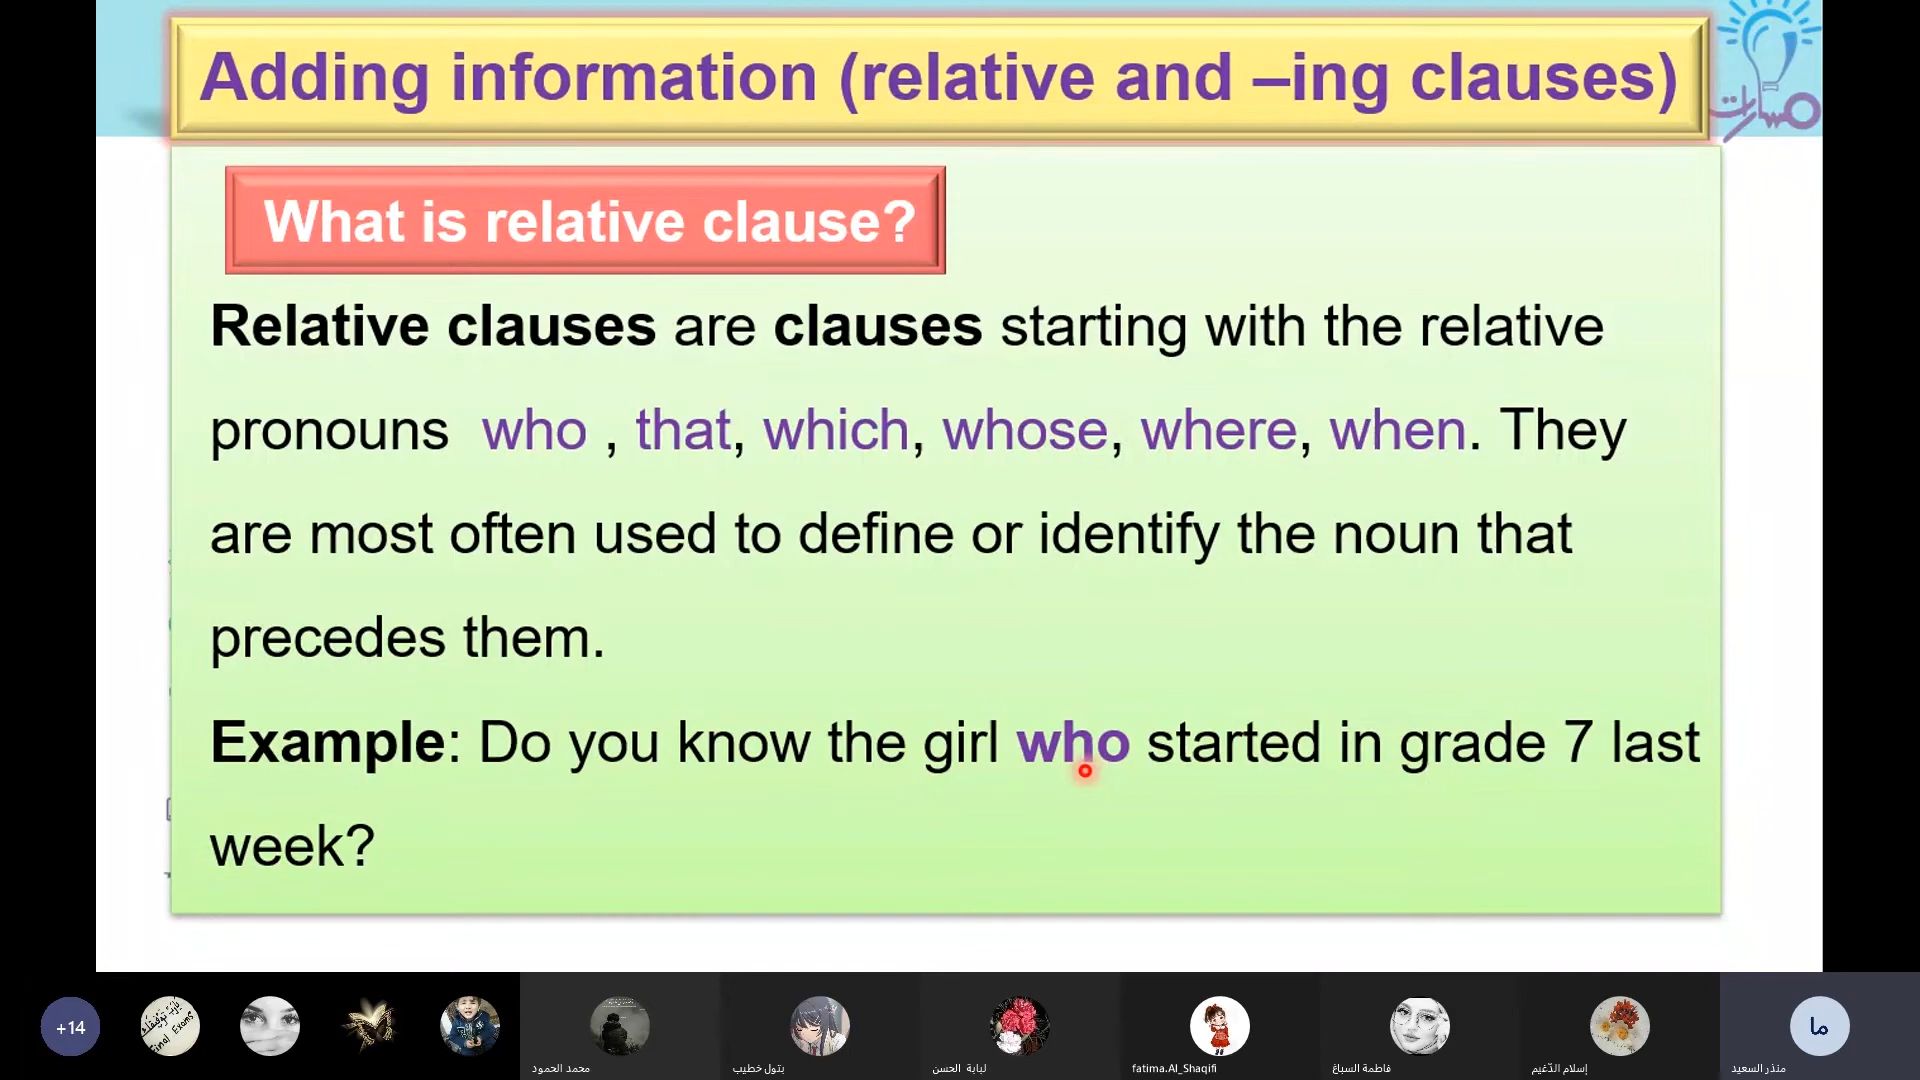 Adding information (relative and –ing clauses)
مسارات
What is relative clause?
Relative clauses are clauses starting with the relative
pronouns who , that, which, whose, where, when. They
are most often used to define or identify the noun that
precedes them.
Example: Do you know the girl who started in grade 7 last
week?
+14
Final Exams
ما
محمد الحمود
بتول خطيب
لبابة الحسن
fatima.Al_Shaqifi
فاطمة السباغ
إسلام الدّغيم
منذر السعيد